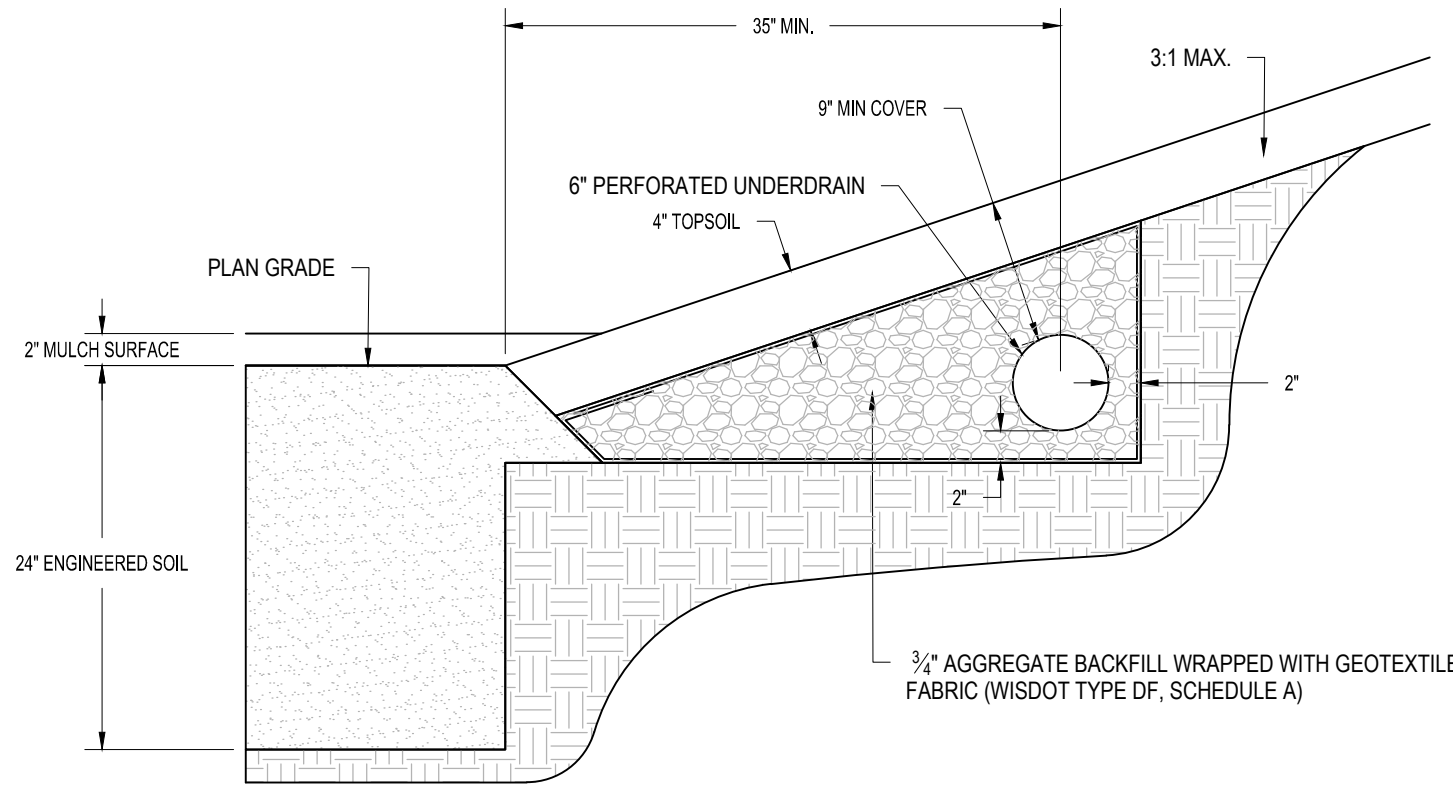 35" MIN.
3:1 MAX.
9" MIN COVER
6" PERFORATED UNDERDRAIN
4" TOPSOIL
PLAN GRADE
2" MULCH SURFACE
2"
2"
24" ENGINEERED SOIL
¾" AGGREGATE BACKFILL WRAPPED WITH GEOTEXTILE
FABRIC (WISDOT TYPE DF, SCHEDULE A)